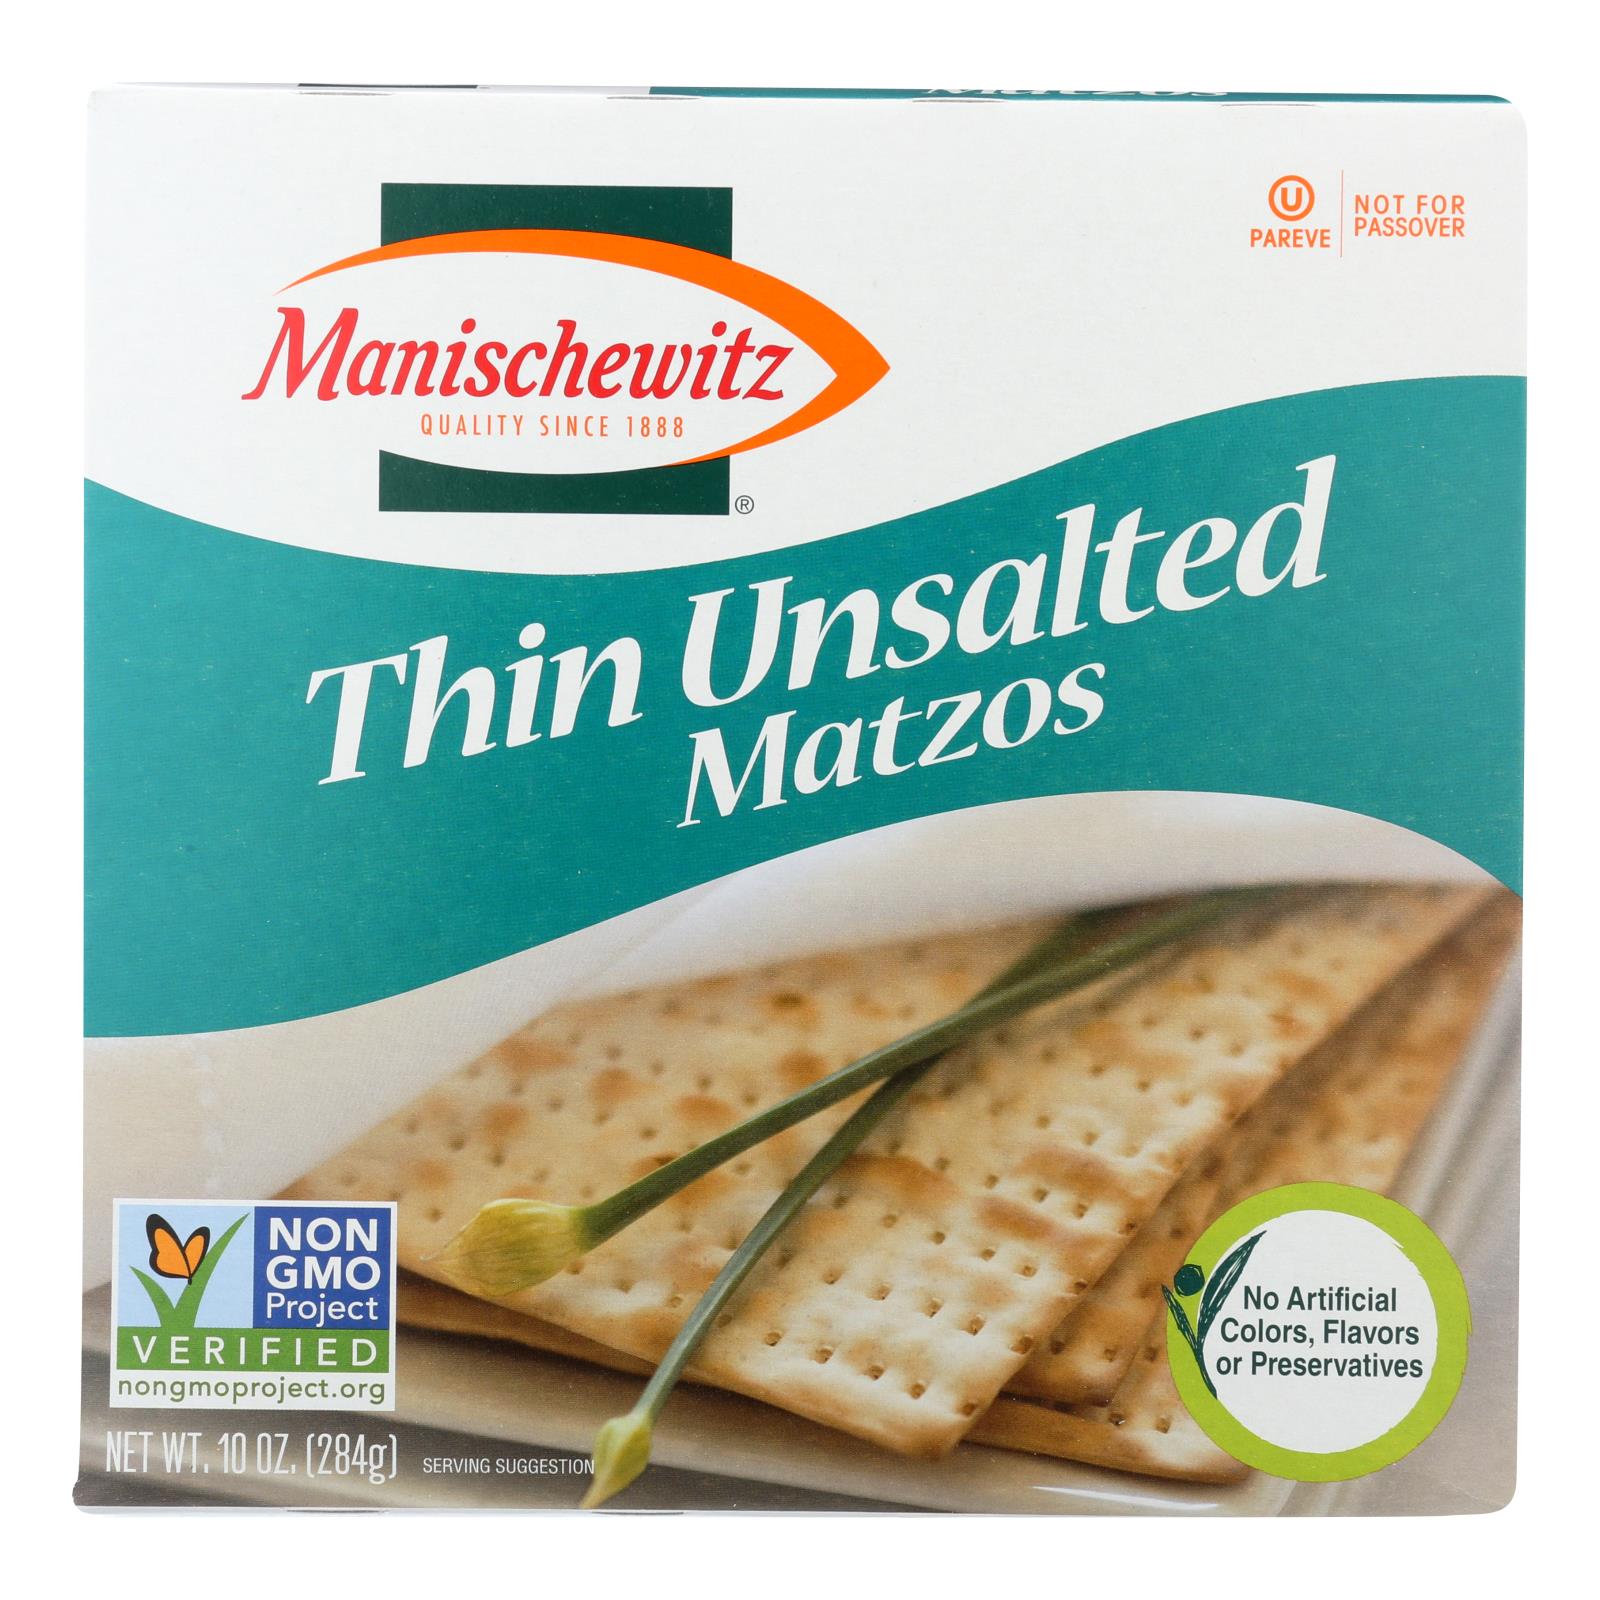 Matzos
U
PAREVE
NOT FOR
PASSOVER
Manischewitz
QUALITY SINCE 1888
®
Thin Unsalted
Matzos
NON
GMO
Project
VERIFIED
nongmoproject.org
No Artificial
Colors, Flavors
or Preservatives
NET WT. 10 OZ. (284g)
SERVING SUGGESTION